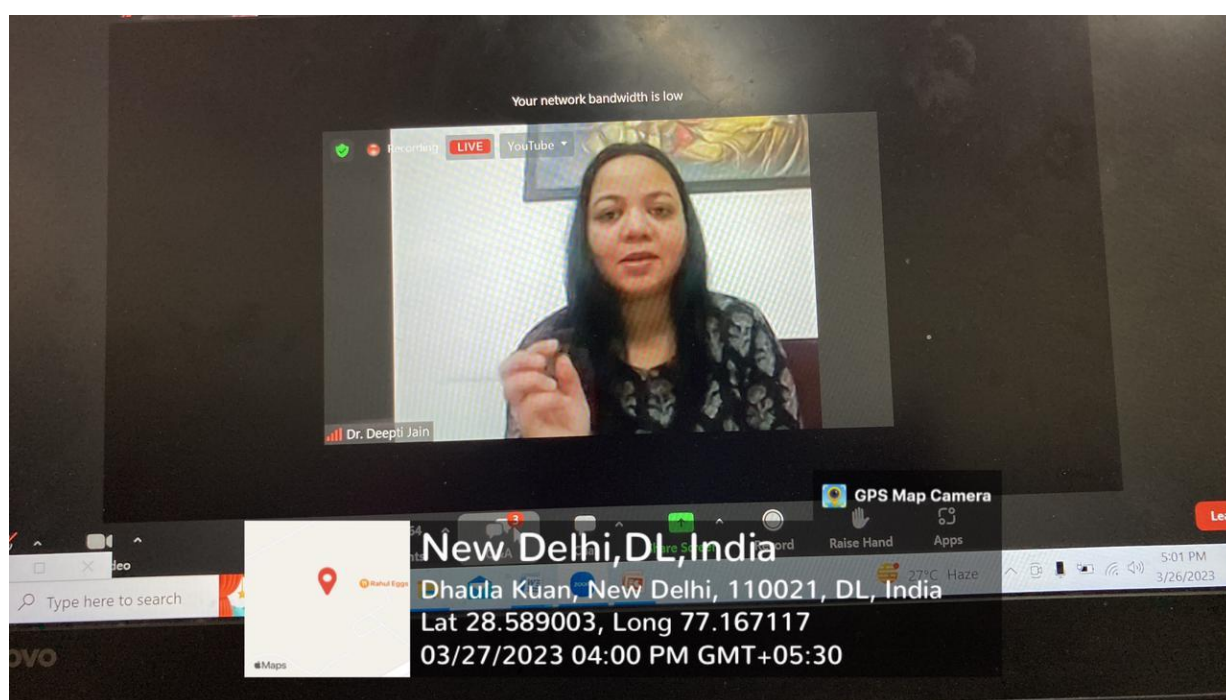 Your network bandwidth is low
Recording LIVE YouTube
Dr. Deepti Jain
GPS Map Camera
3
Raise Hand
Apps
5:01 PM
27°C Haze
3/26/2023
Type here to search
New Delhi,DL,India
Dhaula Kuan, New Delhi, 110021, DL, India
Lat 28.589003, Long 77.167117
03/27/2023 04:00 PM GMT+05:30
Rahul Eggs
Maps